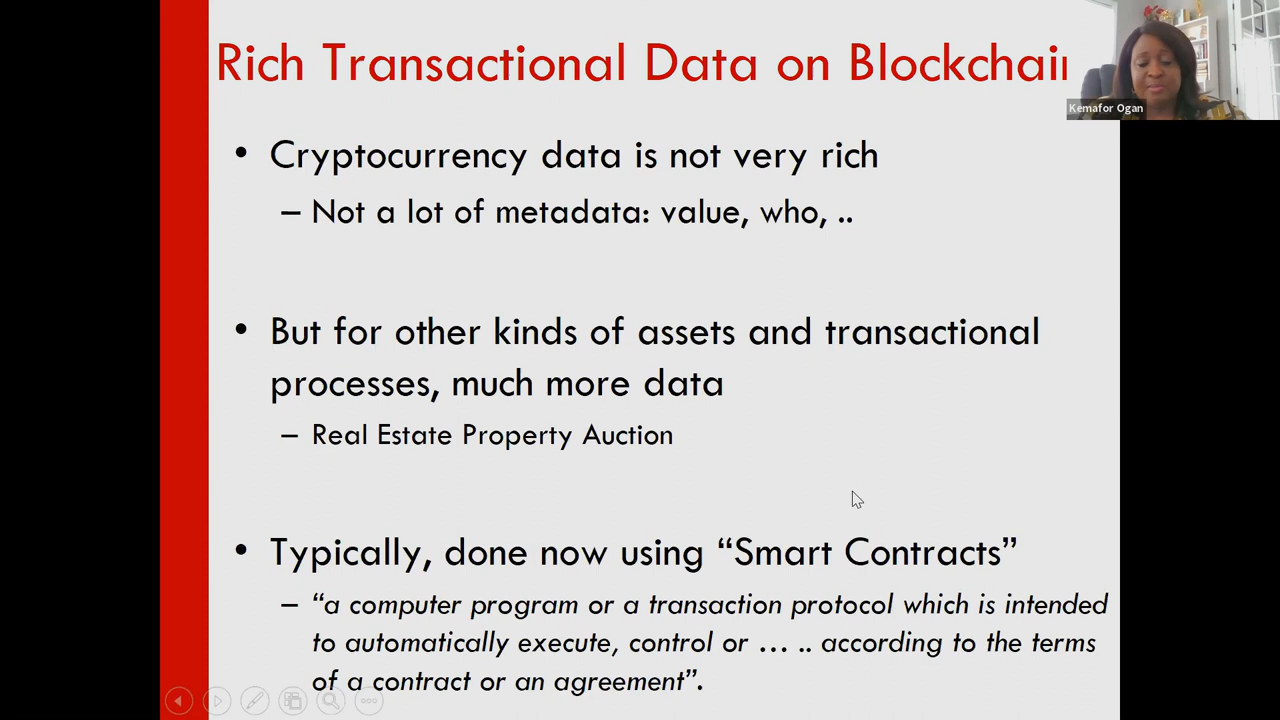 Rich Transactional Data on Blockchain
Kemafor Ogan
• Cryptocurrency data is not very rich
– Not a lot of metadata: value, who, ..
• But for other kinds of assets and transactional
processes, much more data
– Real Estate Property Auction
• Typically, done now using “Smart Contracts”
– “a computer program or a transaction protocol which is intended
to automatically execute, control or … .. according to the terms
of a contract or an agreement”.